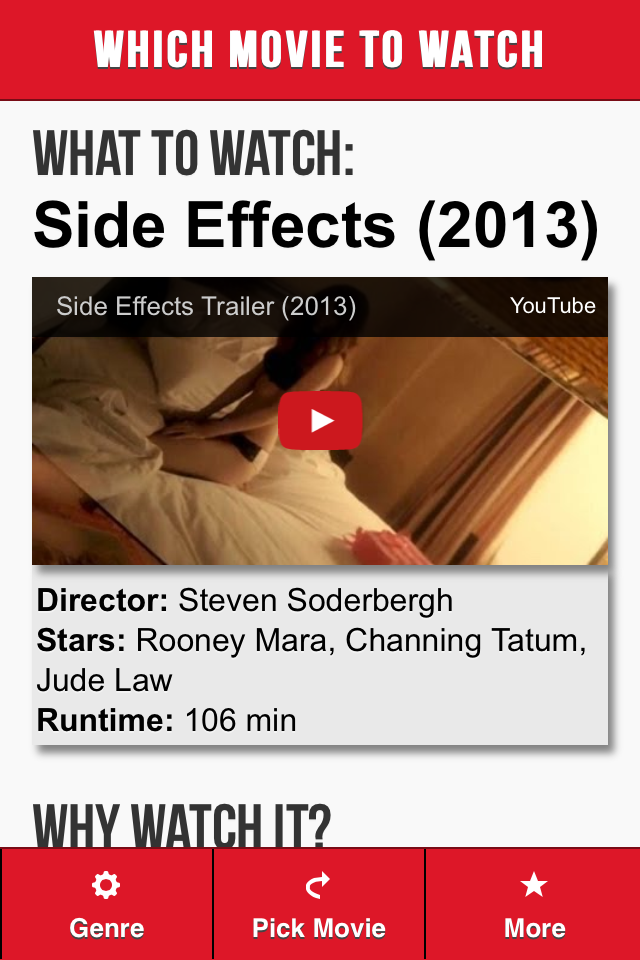 WHICH MOVIE TO WATCH
WHAT TO WATCH:
Side Effects (2013)
Side Effects Trailer (2013)
YouTube
Director: Steven Soderbergh
Stars: Rooney Mara, Channing Tatum,
Jude Law
Runtime: 106 min
WHY WATCH IT?
Genre
Pick Movie
More